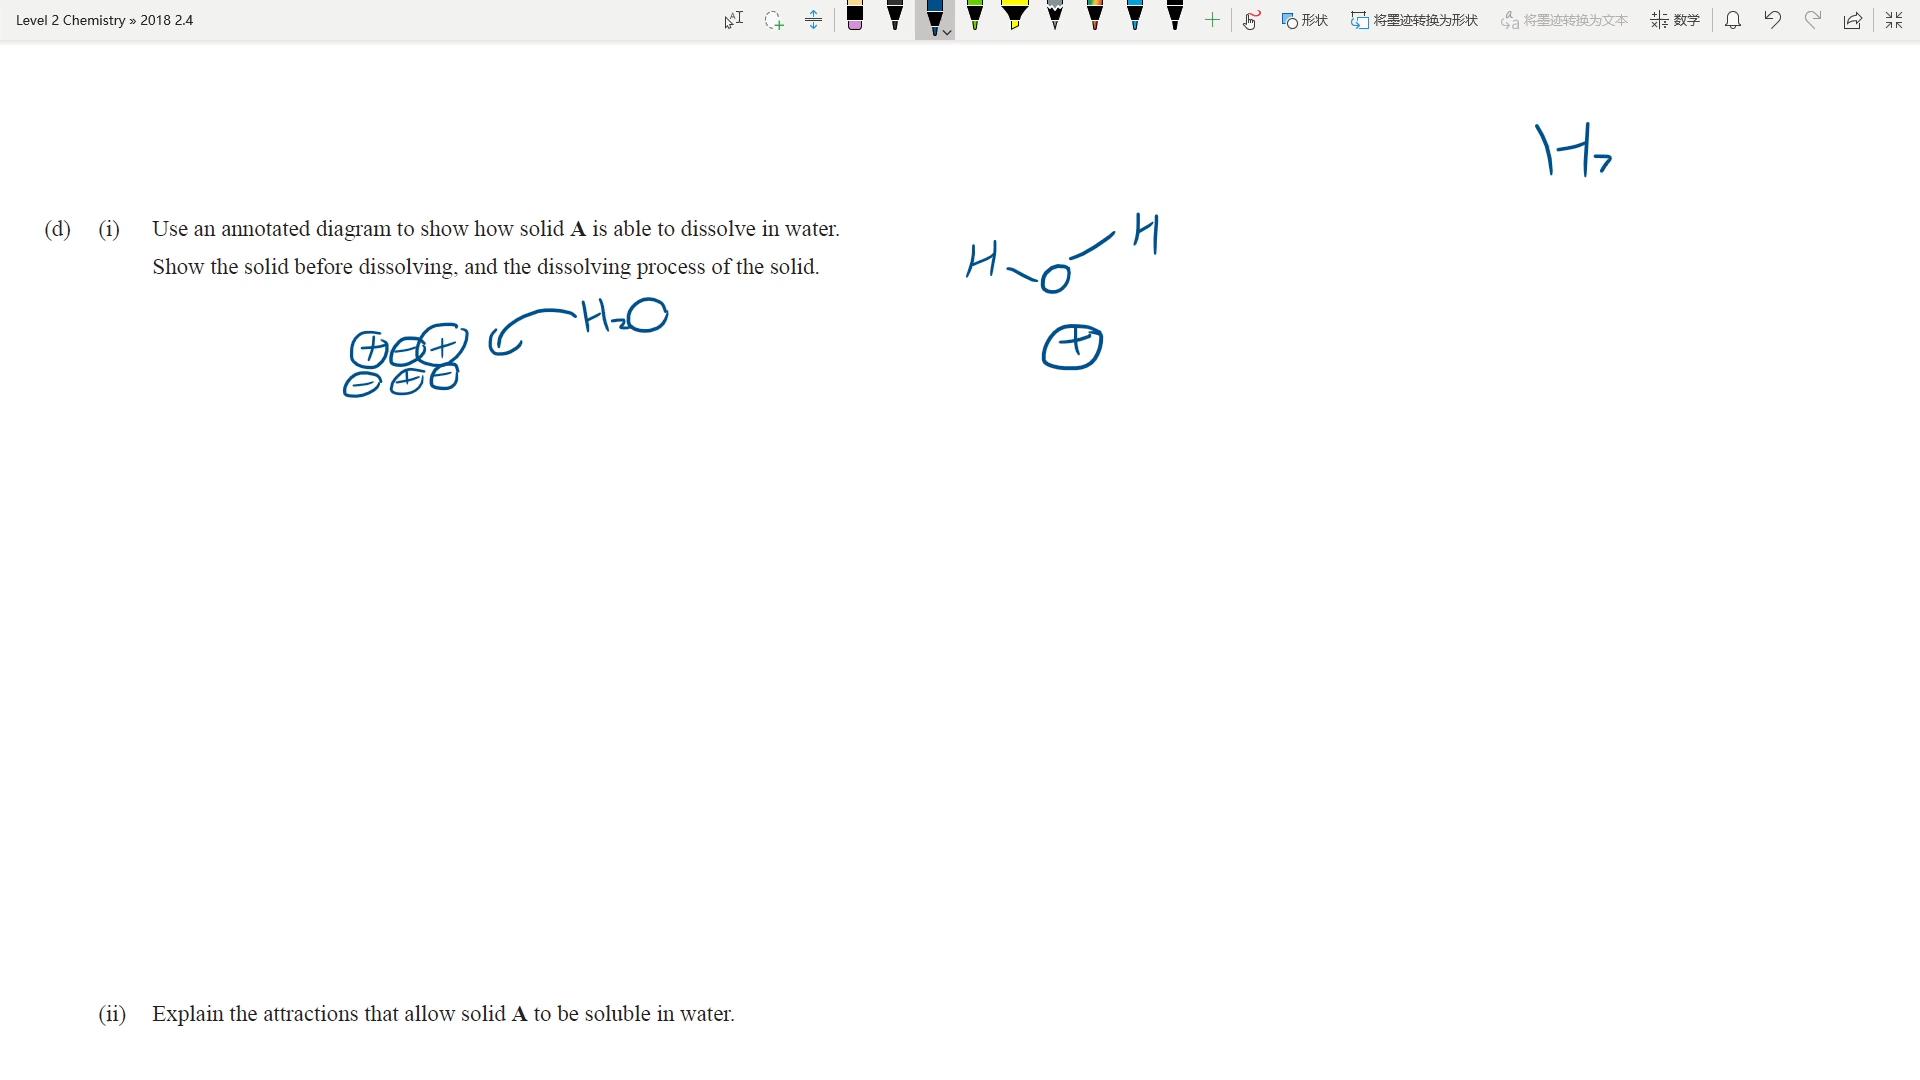 Level 2 Chemistry » 2018 2.4
形状 将墨迹转换为形状 将墨迹转换为文本 数学
H₂
(d) (i) Use an annotated diagram to show how solid A is able to dissolve in water.
Show the solid before dissolving, and the dissolving process of the solid.
H O H
H₂O
+ − +
− + −
+
(ii) Explain the attractions that allow solid A to be soluble in water.